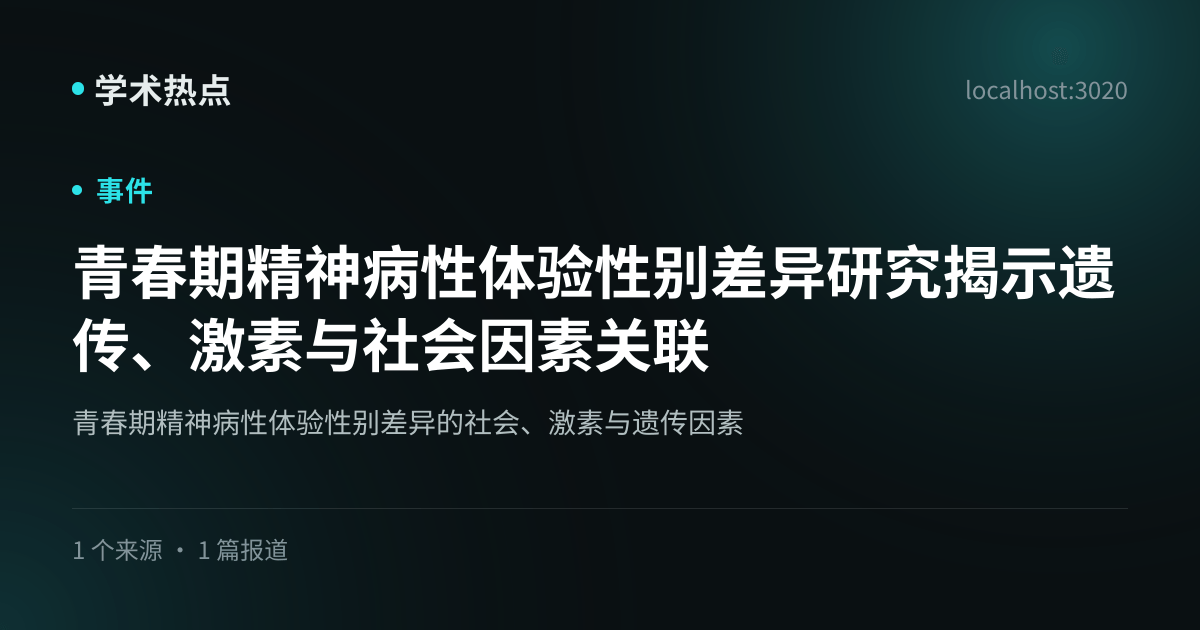 学术热点
localhost:3020
事件
青春期精神病性体验性别差异研究揭示遗
传、激素与社会因素关联
青春期精神病性体验性别差异的社会、激素与遗传因素
1 个来源 · 1 篇报道